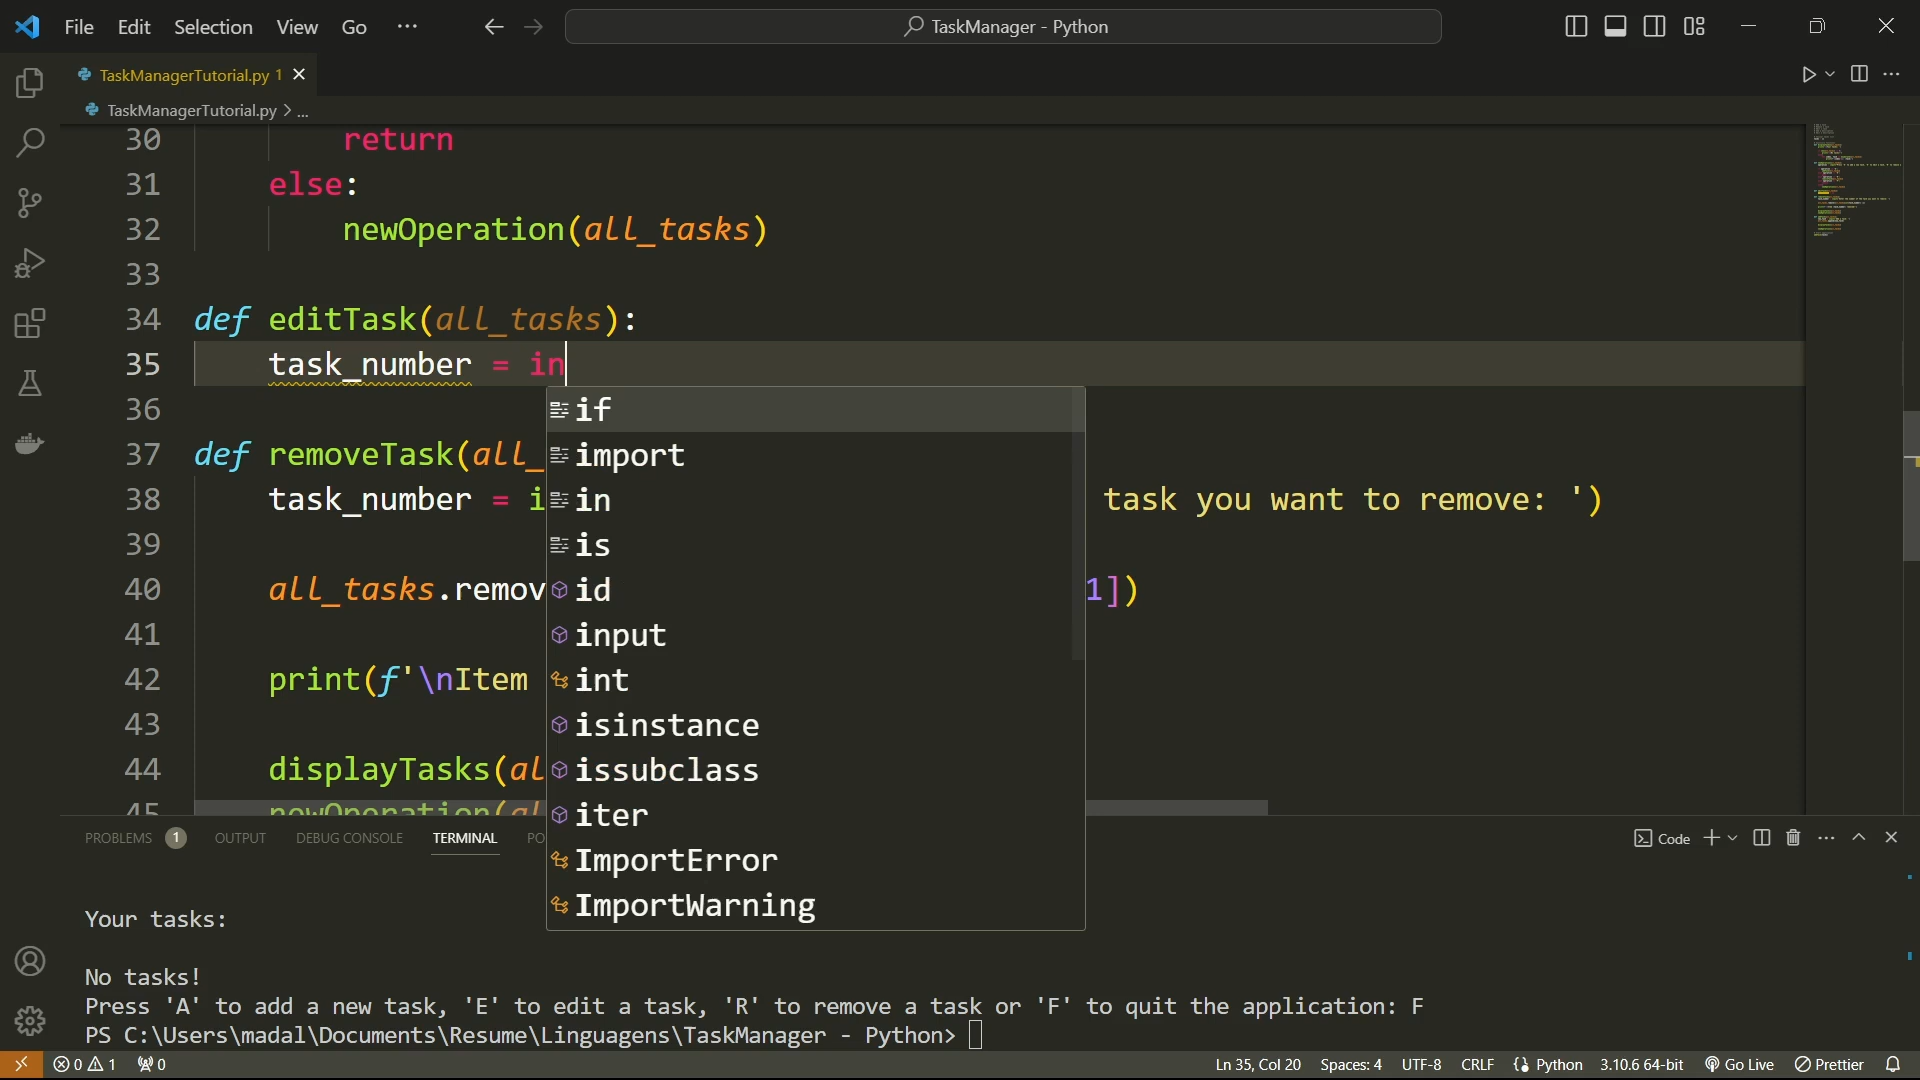 File Edit Selection View Go ···
TaskManager - Python
TaskManagerTutorial.py 1
TaskManagerTutorial.py > ...
30 return
31 else:
32 newOperation(all_tasks)
33
34 def editTask(all_tasks):
35 task_number = in
36
37 def removeTask(all_
38 task_number = i task you want to remove: ')
39
40 all_tasks.remov 1])
41
42 print(f'\nItem
43
44 displayTasks(al
45 newOperation(al
if
import
in
is
id
input
int
isinstance
issubclass
iter
ImportError
ImportWarning
PROBLEMS 1 OUTPUT DEBUG CONSOLE TERMINAL PO
Code
Your tasks:
No tasks!
Press 'A' to add a new task, 'E' to edit a task, 'R' to remove a task or 'F' to quit the application: F
PS C:\Users\madal\Documents\Resume\Linguagens\TaskManager - Python>
0 1 0 Ln 35, Col 20 Spaces: 4 UTF-8 CRLF Python 3.10.6 64-bit Go Live Prettier